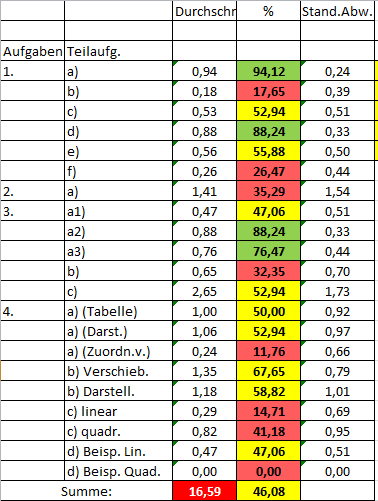 Durchschr % Stand.Abw.
Aufgaben Teilaufg.
1. a) 0,94 94,12 0,24
b) 0,18 17,65 0,39
c) 0,53 52,94 0,51
d) 0,88 88,24 0,33
e) 0,56 55,88 0,50
f) 0,26 26,47 0,44
2. a) 1,41 35,29 1,54
3. a1) 0,47 47,06 0,51
a2) 0,88 88,24 0,33
a3) 0,76 76,47 0,44
b) 0,65 32,35 0,70
c) 2,65 52,94 1,73
4. a) (Tabelle) 1,00 50,00 0,92
a) (Darst.) 1,06 52,94 0,97
a) (Zuordn.v.) 0,24 11,76 0,66
b) Verschieb. 1,35 67,65 0,79
b) Darstell. 1,18 58,82 1,01
c) linear 0,29 14,71 0,69
c) quadr. 0,82 41,18 0,95
d) Beisp. Lin. 0,47 47,06 0,51
d) Beisp. Quad. 0,00 0,00 0,00
Summe: 16,59 46,08